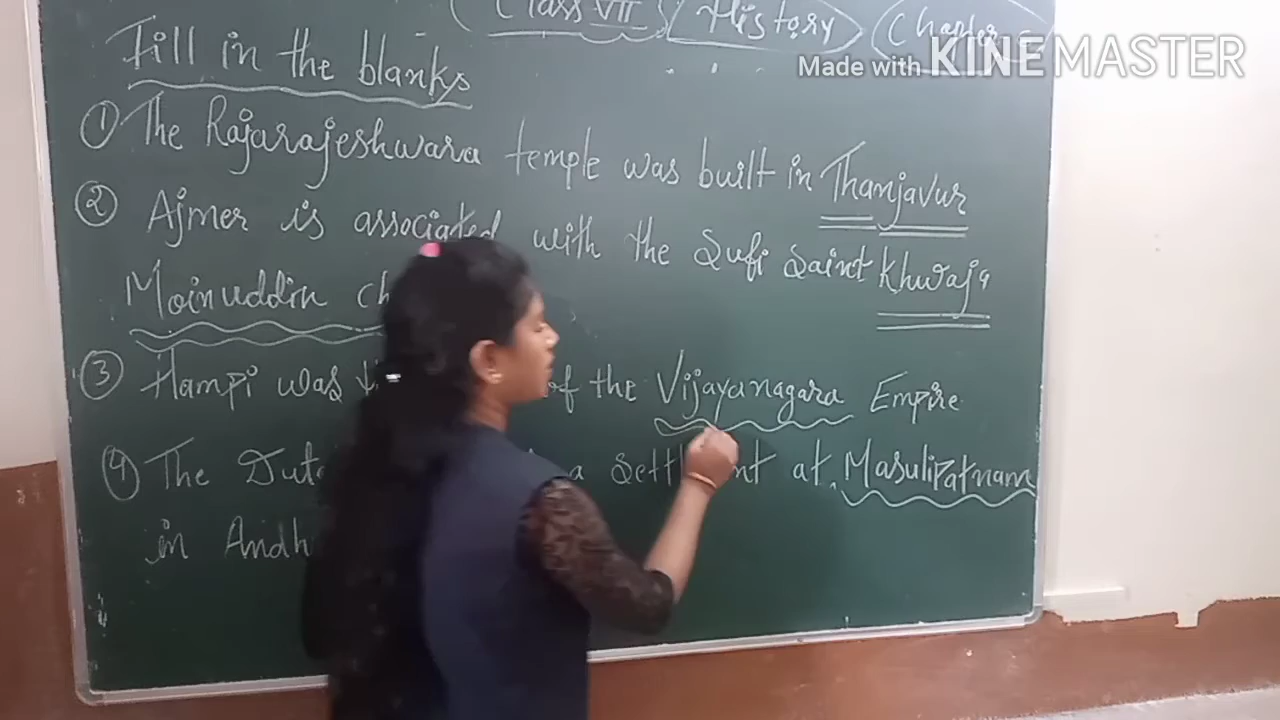 Class VII History (Chapter
Made with KINEMASTER
Fill in the blanks
① The Rajarajeshwara temple was built in Thanjavur
② Ajmer is associated with the Sufi Saint Khwaja
Moinuddin
③ Hampi was of the Vijayanagara Empire
④ The a at Masulipatnam
in